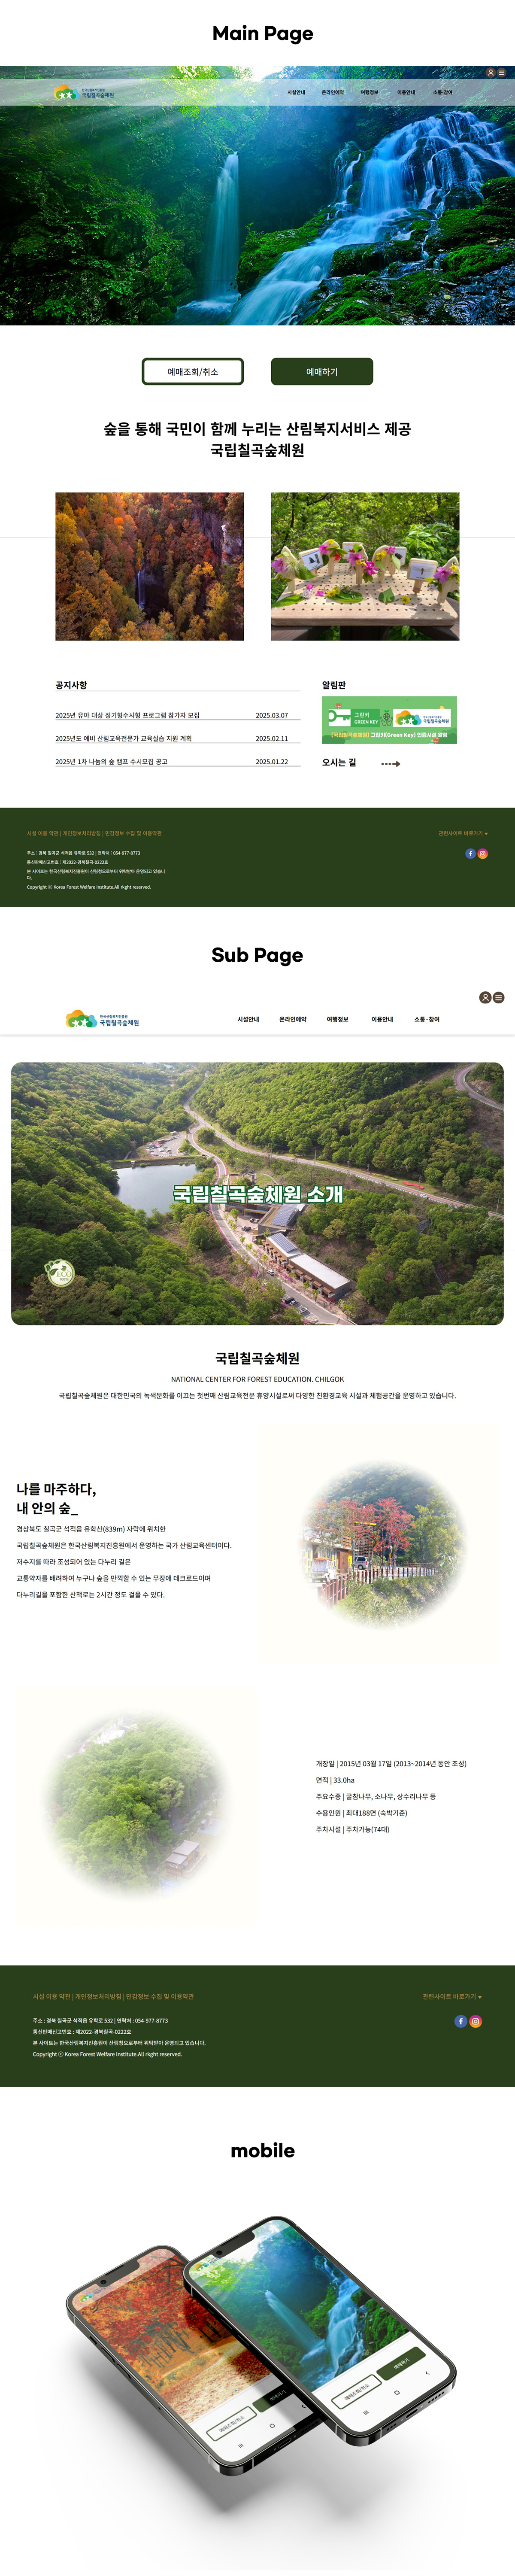 Main Page
한국산림복지진흥원
국립칠곡숲체원
시설안내 온라인예약 여행정보 이용안내 소통·참여
예매조회/취소 예매하기
숲을 통해 국민이 함께 누리는 산림복지서비스 제공
국립칠곡숲체원
공지사항
2025년 유아 대상 정기형수시형 프로그램 참가자 모집 2025.03.07
2025년도 예비 산림교육전문가 교육실습 지원 계획 2025.02.11
2025년 1차 나눔의 숲 캠프 수시모집 공고 2025.01.22
알림판
그린키
GREEN KEY
국립칠곡숲체원
[국립칠곡숲체원] 그린키(Green Key) 인증시설 알림
오시는 길
시설 이용 약관 | 개인정보처리방침 | 민감정보 수집 및 이용약관
관련사이트 바로가기 ▾
주소 : 경북 칠곡군 석적읍 유학로 532 | 연락처 : 054-977-8773
통신판매신고번호 : 제2022-경북칠곡-0222호
본 사이트는 한국산림복지진흥원이 산림청으로부터 위탁받아 운영되고 있습니
다.
Copyright ⓒ Korea Forest Welfare Institute.All rkght reserved.
Sub Page
한국산림복지진흥원
국립칠곡숲체원
시설안내 온라인예약 여행정보 이용안내 소통·참여
국립칠곡숲체원 소개
국립칠곡숲체원
NATIONAL CENTER FOR FOREST EDUCATION. CHILGOK
국립칠곡숲체원은 대한민국의 녹색문화를 이끄는 첫번째 산림교육전문 휴양시설로써 다양한 친환경교육 시설과 체험공간을 운영하고 있습니다.
나를 마주하다,
내 안의 숲_
경상북도 칠곡군 석적읍 유학산(839m) 자락에 위치한
국립칠곡숲체원은 한국산림복지진흥원에서 운영하는 국가 산림교육센터이다.
저수지를 따라 조성되어 있는 다누리 길은
교통약자를 배려하여 누구나 숲을 만끽할 수 있는 무장애 데크로드이며
다누리길을 포함한 산책로는 2시간 정도 걸을 수 있다.
개장일 | 2015년 03월 17일 (2013~2014년 동안 조성)
면적 | 33.0ha
주요수종 | 굴참나무, 소나무, 상수리나무 등
수용인원 | 최대188면 (숙박기준)
주차시설 | 주차가능(74대)
시설 이용 약관 | 개인정보처리방침 | 민감정보 수집 및 이용약관
관련사이트 바로가기 ▾
주소 : 경북 칠곡군 석적읍 유학로 532 | 연락처 : 054-977-8773
통신판매신고번호 : 제2022-경북칠곡-0222호
본 사이트는 한국산림복지진흥원이 산림청으로부터 위탁받아 운영되고 있습니다.
Copyright ⓒ Korea Forest Welfare Institute.All rkght reserved.
mobile
예매조회/취소 예매하기
예매조회/취소 예매하기